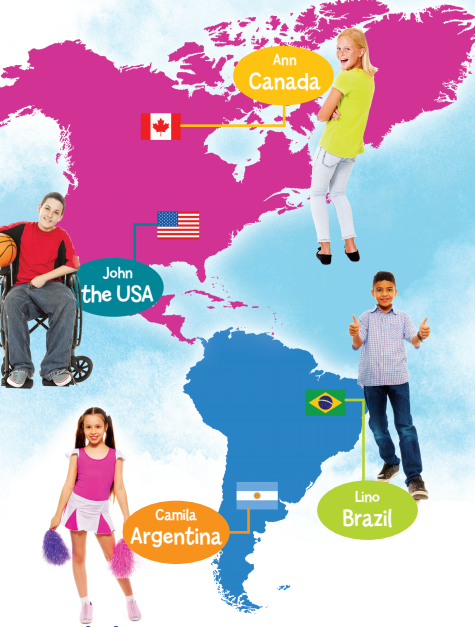 Ann
Canada
John
the USA
Lino
Brazil
Camila
Argentina